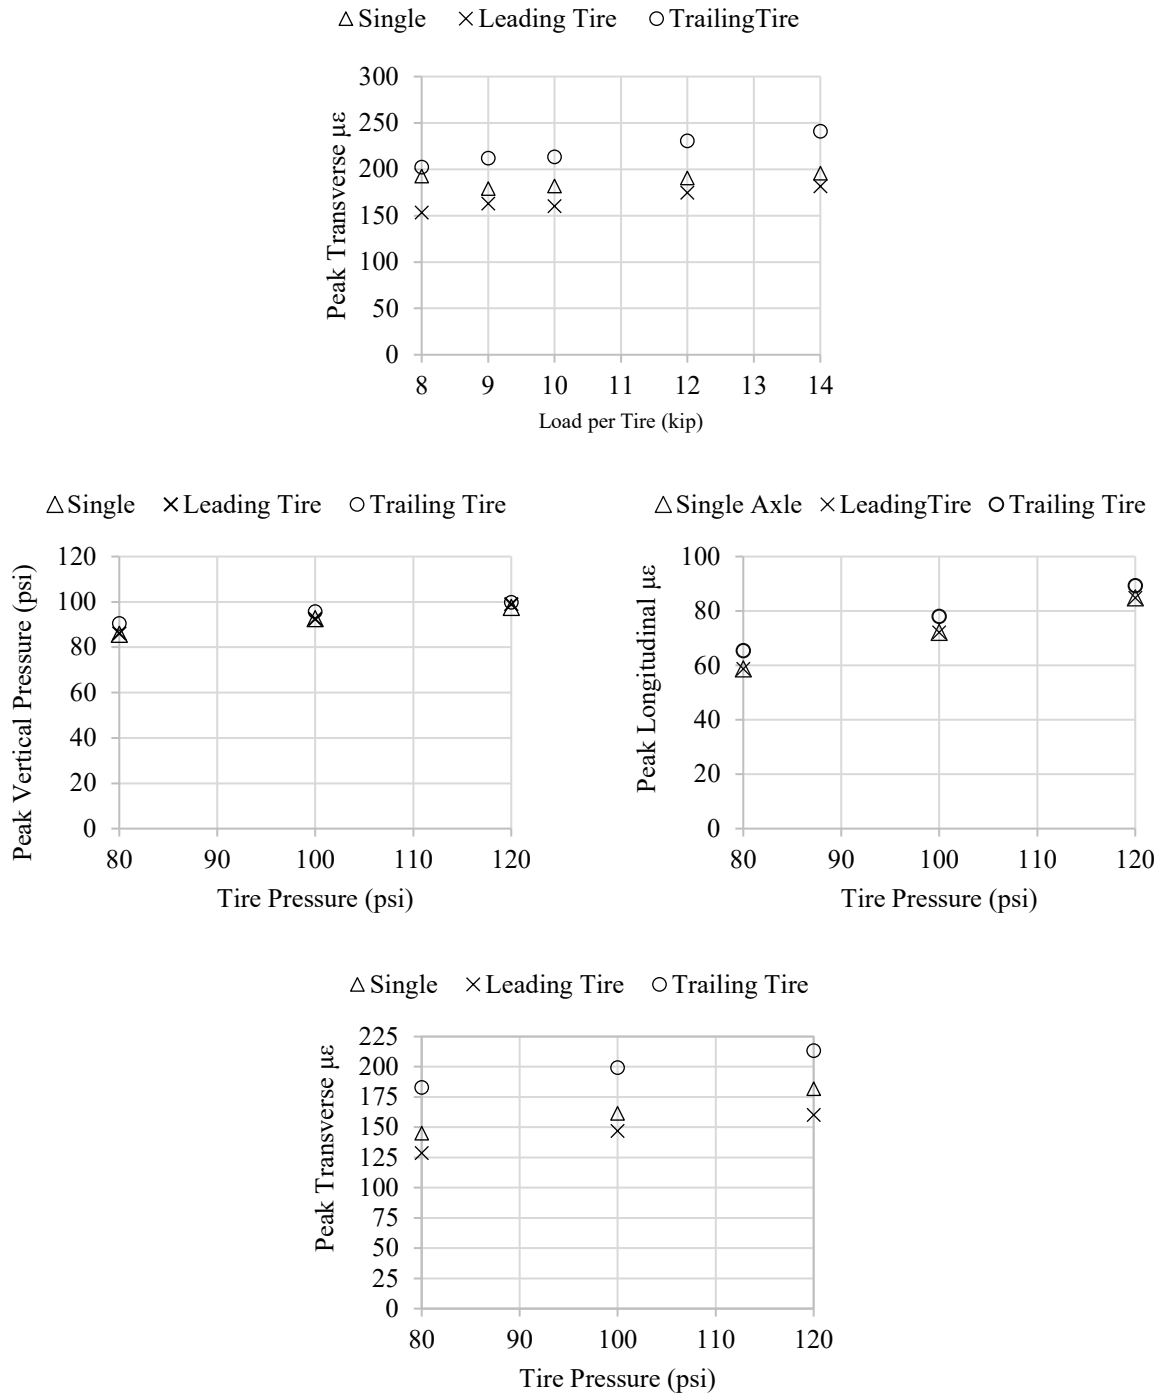 Single Leading Tire TrailingTire
Peak Transverse με
300
250
200
150
100
50
0
8 9 10 11 12 13 14
Load per Tire (kip)
Single Leading Tire Trailing Tire
Peak Vertical Pressure (psi)
120
100
80
60
40
20
0
80 90 100 110 120
Tire Pressure (psi)
Single Axle LeadingTire Trailing Tire
Peak Longitudinal με
100
80
60
40
20
0
80 90 100 110 120
Tire Pressure (psi)
Single Leading Tire Trailing Tire
Peak Transverse με
225
200
175
150
125
100
75
50
25
0
80 90 100 110 120
Tire Pressure (psi)